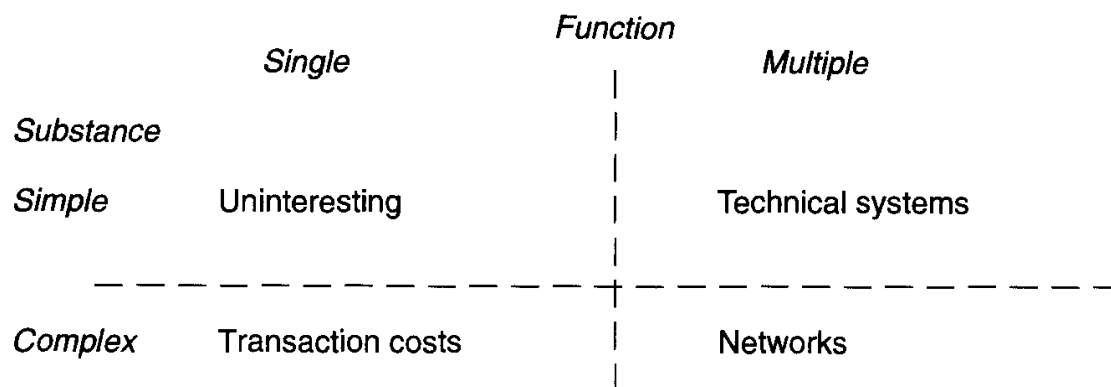 Function
Single Multiple
Substance
Simple Uninteresting Technical systems
Complex Transaction costs Networks